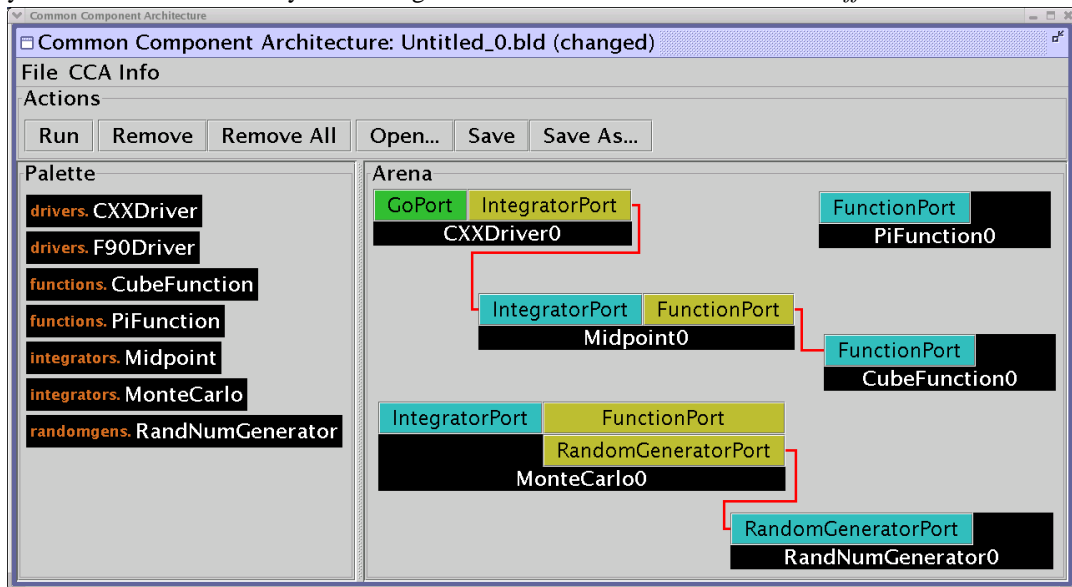 Common Component Architecture
Common Component Architecture: Untitled_0.bld (changed)
File CCA Info
Actions
Run Remove Remove All Open... Save Save As...
Palette
drivers. CXXDriver
drivers. F90Driver
functions. CubeFunction
functions. PiFunction
integrators. Midpoint
integrators. MonteCarlo
randomgens. RandNumGenerator
Arena
GoPort IntegratorPort
CXXDriver0
FunctionPort
PiFunction0
IntegratorPort FunctionPort
Midpoint0
FunctionPort
CubeFunction0
IntegratorPort FunctionPort
RandomGeneratorPort
MonteCarlo0
RandomGeneratorPort
RandNumGenerator0